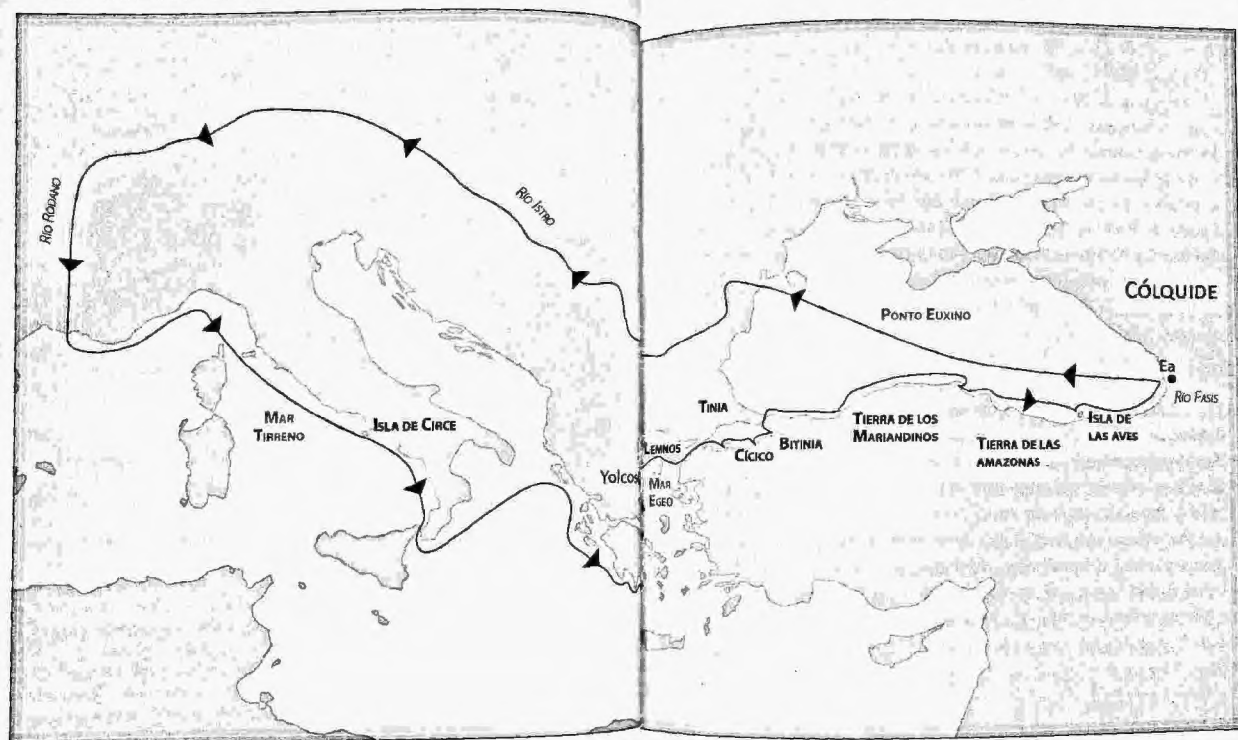 RÍO RÓDANO
RÍO ISTRO
MAR
TIRRENO
ISLA DE CIRCE
YOLCOS
LEMNOS
MAR
EGEO
TINIA
CÍCICO
BITINIA
TIERRA DE LOS
MARIANDINOS
TIERRA DE LAS
AMAZONAS
ISLA DE
LAS AVES
PONTO EUXINO
CÓLQUIDE
Ea
RÍO FASIS